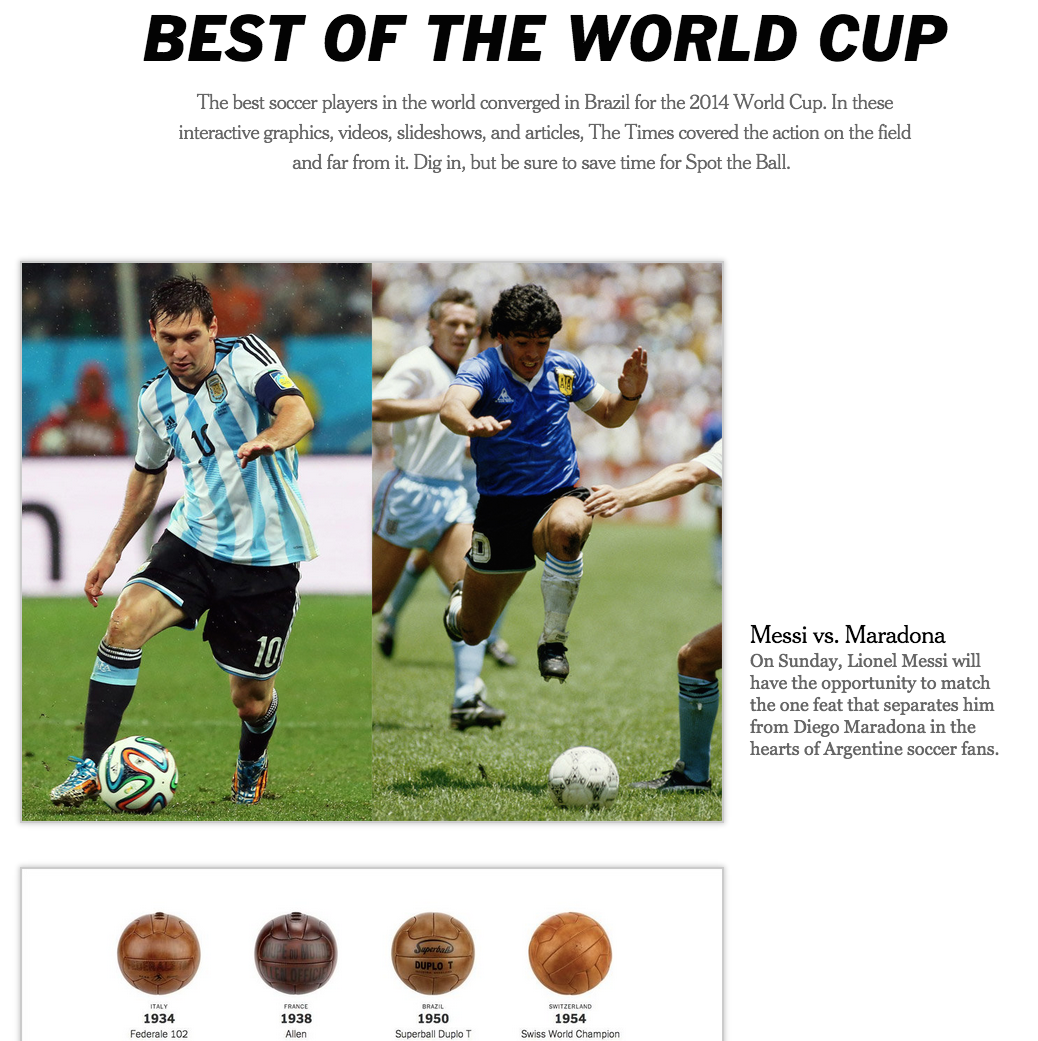 BEST OF THE WORLD CUP
The best soccer players in the world converged in Brazil for the 2014 World Cup. In these
interactive graphics, videos, slideshows, and articles, The Times covered the action on the field
and far from it. Dig in, but be sure to save time for Spot the Ball.
10
10
Messi vs. Maradona
On Sunday, Lionel Messi will
have the opportunity to match
the one feat that separates him
from Diego Maradona in the
hearts of Argentine soccer fans.
Superball
DUPLO T
ITALY
FRANCE
BRAZIL
SWITZERLAND
1934
1938
1950
1954
Federale 102
Allen
Superball Duplo T
Swiss World Champion